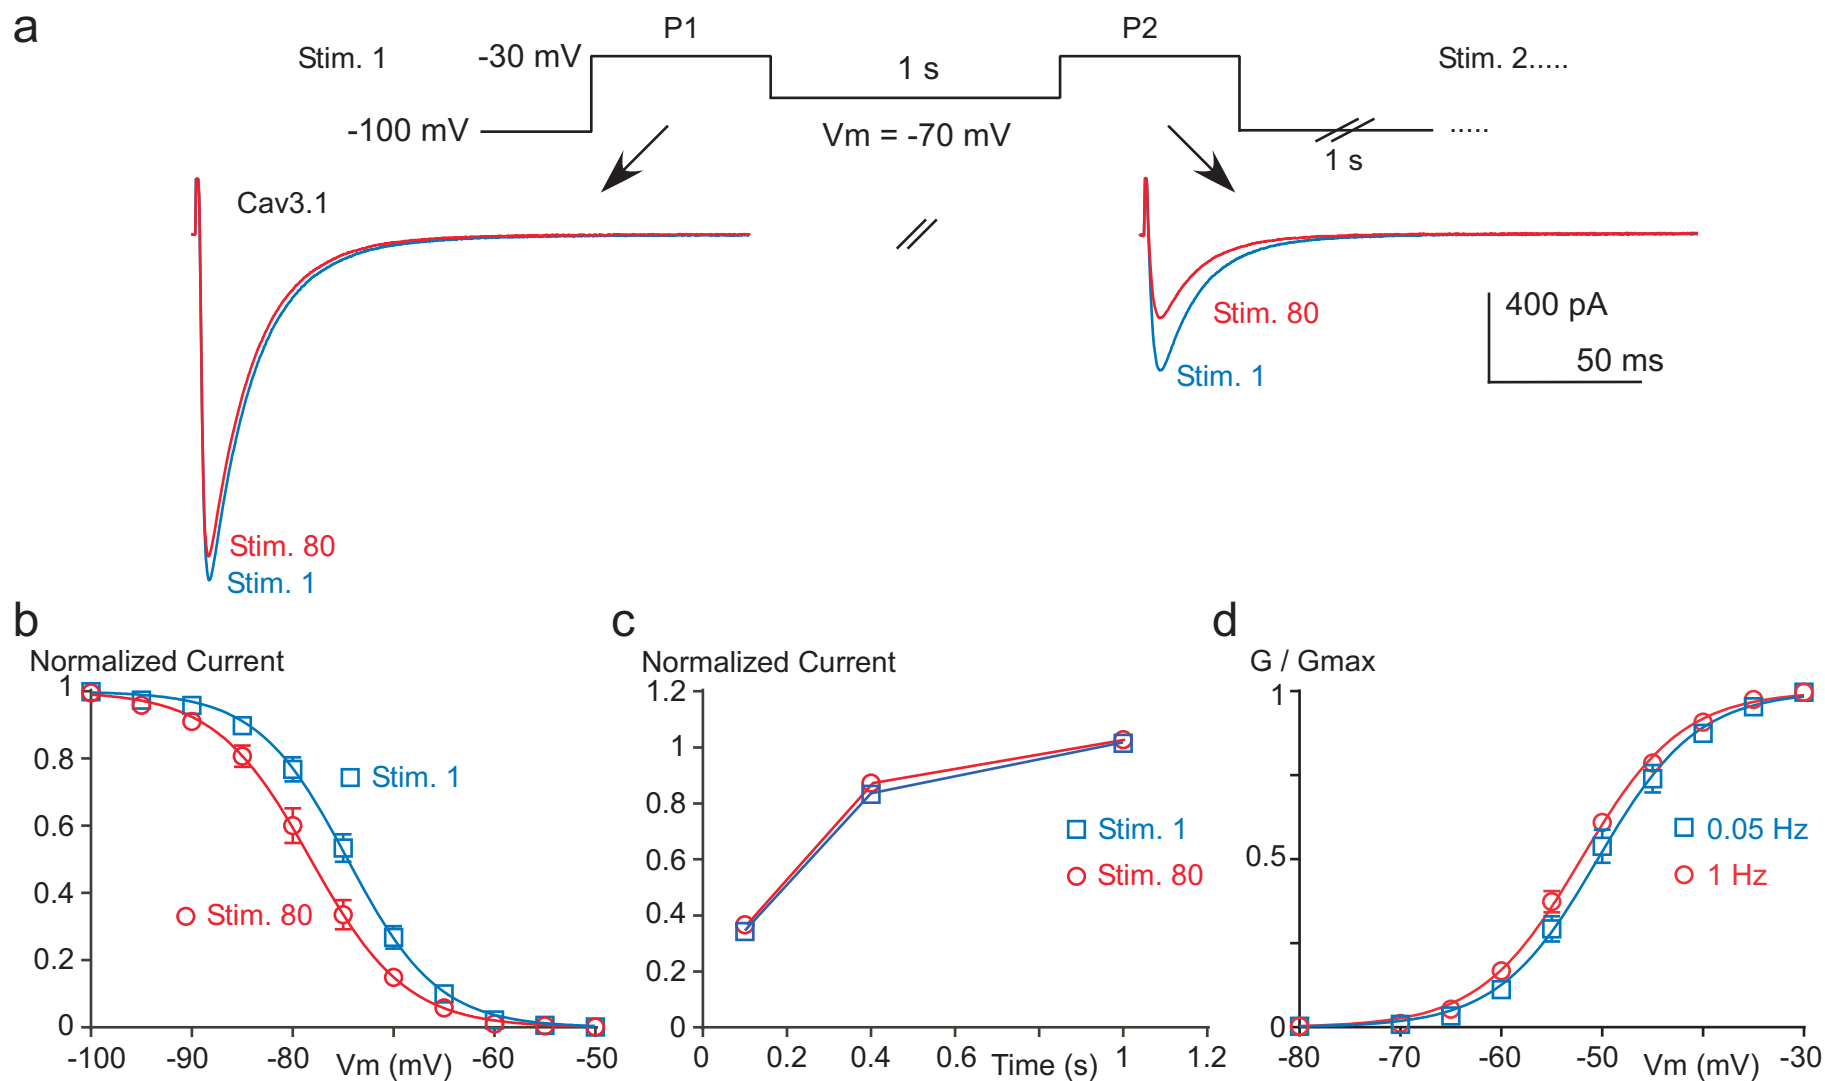 a
P1
P2
Stim. 1
-30 mV
1 s
Stim. 2.....
-100 mV
Vm = -70 mV
.....
1 s
Cav3.1
Stim. 80
Stim. 1
400 pA
50 ms
Stim. 80
Stim. 1
b
Normalized Current
1
0.8
0.6
0.4
0.2
0
Stim. 1
Stim. 80
-100
-90
-80
Vm (mV)
-60
-50
c
Normalized Current
1.2
1
0.8
0.6
0.4
0.2
0
Stim. 1
Stim. 80
0
0.2
0.4
0.6
Time (s)
1
1.2
d
G / Gmax
1
0.5
0
0.05 Hz
1 Hz
-80
-70
-60
-50
Vm (mV)
-30